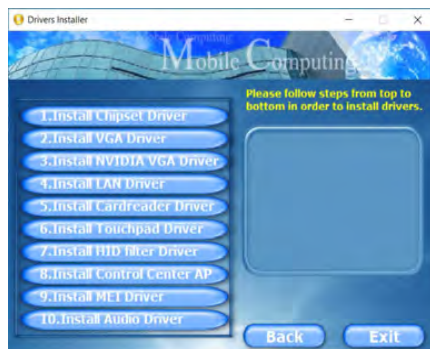 Drivers Installer
Mobile Computing
Mobile Computing
Please follow steps from top to
bottom in order to install drivers.
1.Install Chipset Driver
2.Install VGA Driver
3.Install NVIDIA VGA Driver
4.Install LAN Driver
5.Install Cardreader Driver
6.Install Touchpad Driver
7.Install HID filter Driver
8.Install Control Center AP
9.Install MEI Driver
10.Install Audio Driver
Back
Exit